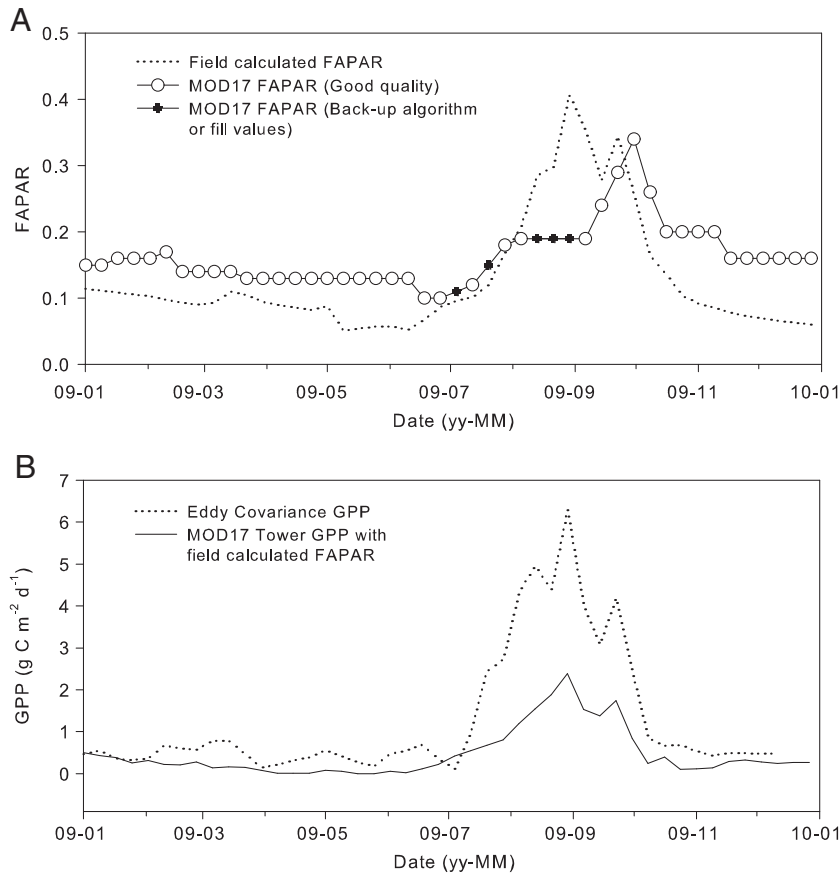 A
Field calculated FAPAR
MOD17 FAPAR (Good quality)
MOD17 FAPAR (Back-up algorithm
or fill values)
0.5
0.4
0.3
0.2
0.1
0.0
FAPAR
09-01 09-03 09-05 09-07 09-09 09-11 10-01
Date (yy-MM)
B
Eddy Covariance GPP
MOD17 Tower GPP with
field calculated FAPAR
7
6
5
4
3
2
1
0
GPP (g C m⁻² d⁻¹)
09-01 09-03 09-05 09-07 09-09 09-11 10-01
Date (yy-MM)